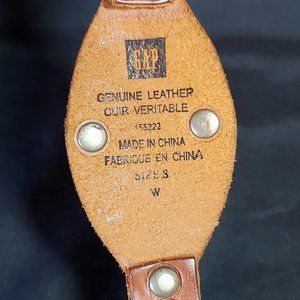 GAP
GENUINE LEATHER
CUIR VERITABLE
155222
MADE IN CHINA
FABRIQUE EN CHINA
SIZE S
W